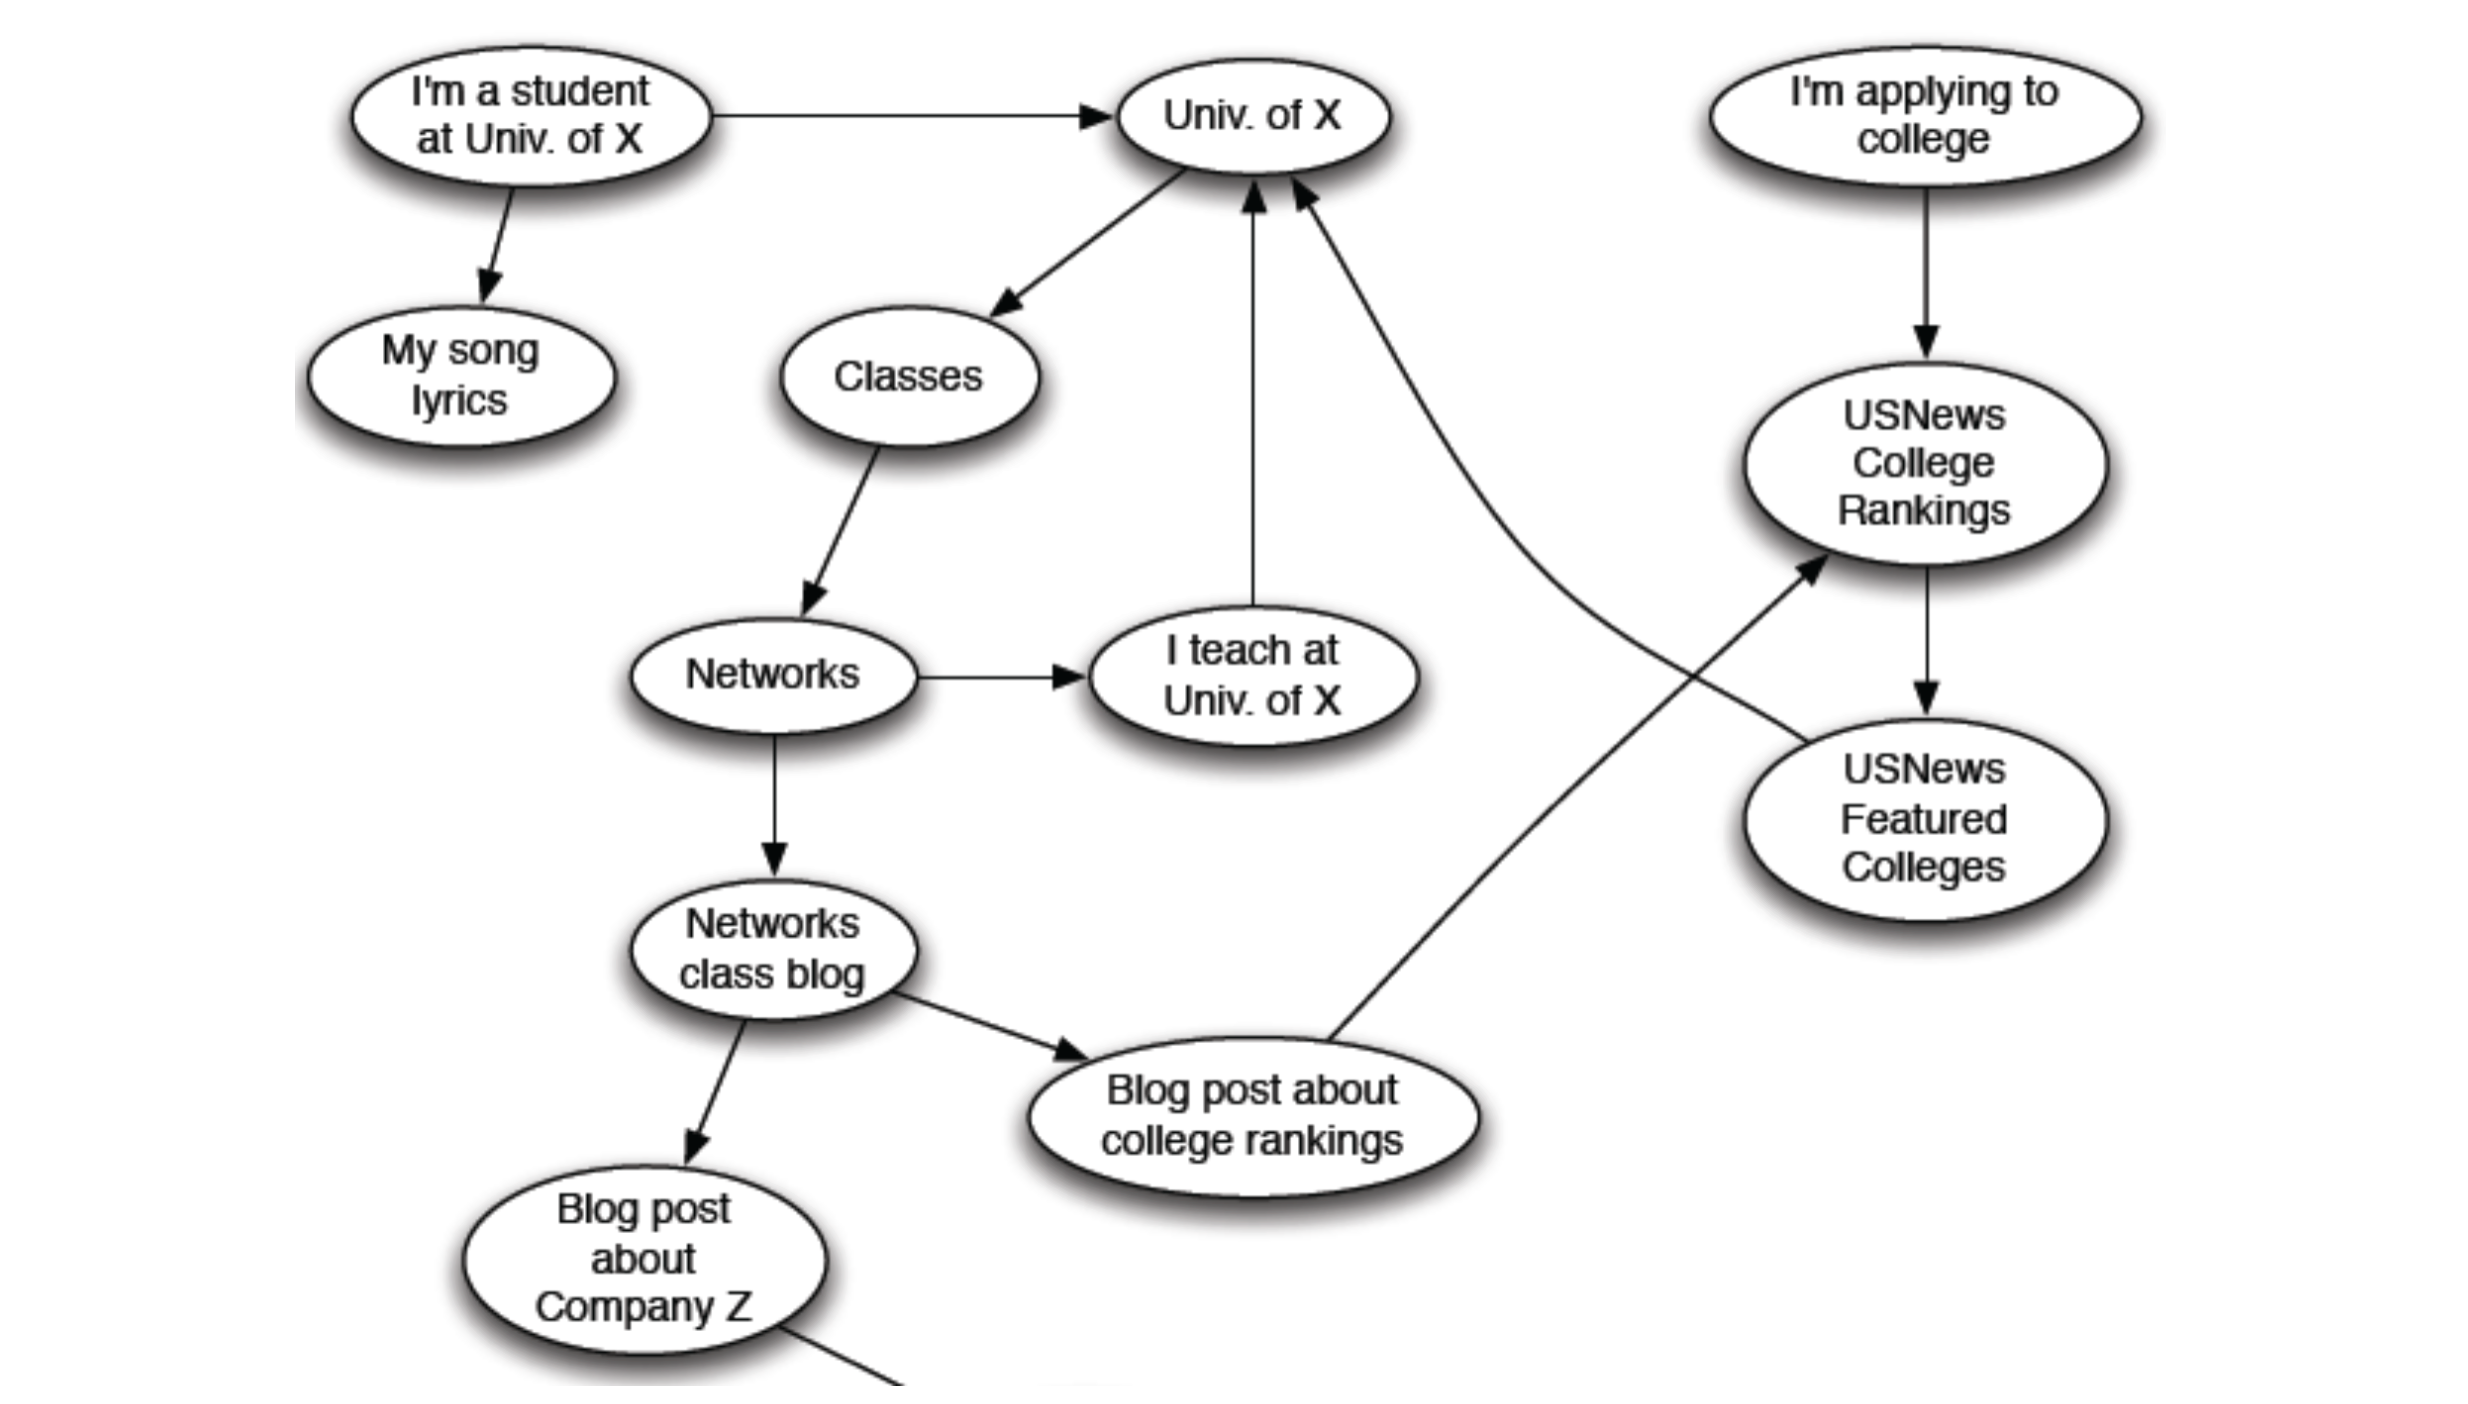 I'm a student
at Univ. of X
Univ. of X
I'm applying to
college
My song
lyrics
Classes
USNews
College
Rankings
Networks
I teach at
Univ. of X
USNews
Featured
Colleges
Networks
class blog
Blog post about
college rankings
Blog post
about
Company Z